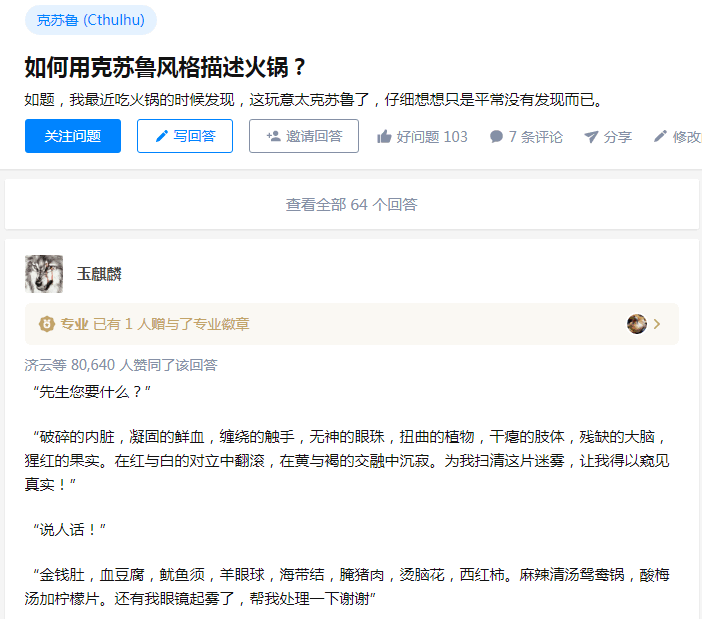 克苏鲁 (Cthulhu)
如何用克苏鲁风格描述火锅？
如题，我最近吃火锅的时候发现，这玩意太克苏鲁了，仔细想想只是平常没有发现而已。
关注问题 写回答 邀请回答 好问题 103 7 条评论 分享 修改
查看全部 64 个回答
玉麒麟
专业 已有 1 人赠与了专业徽章
济云等 80,640 人赞同了该回答
“先生您要什么？”
“破碎的内脏，凝固的鲜血，缠绕的触手，无神的眼珠，扭曲的植物，干瘪的肢体，残缺的大脑，
猩红的果实。在红与白的对立中翻滚，在黄与褐的交融中沉寂。为我扫清这片迷雾，让我得以窥见
真实！”
“说人话！”
“金钱肚，血豆腐，鱿鱼须，羊眼球，海带结，腌猪肉，烫脑花，西红柿。麻辣清汤鸳鸯锅，酸梅
汤加柠檬片。还有我眼镜起雾了，帮我处理一下谢谢”